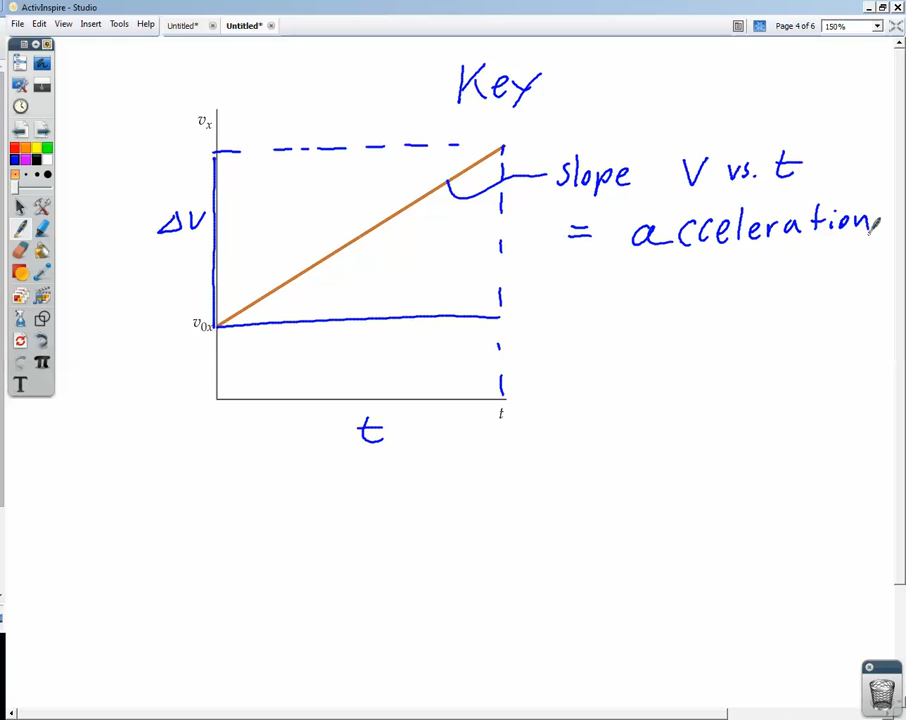 ActivInspire - Studio
File Edit View Insert Tools Help
Untitled* Untitled*
Page 4 of 6 150%
Key
vx
slope V vs. t
ΔV
= acceleration
v0x
t
t
T